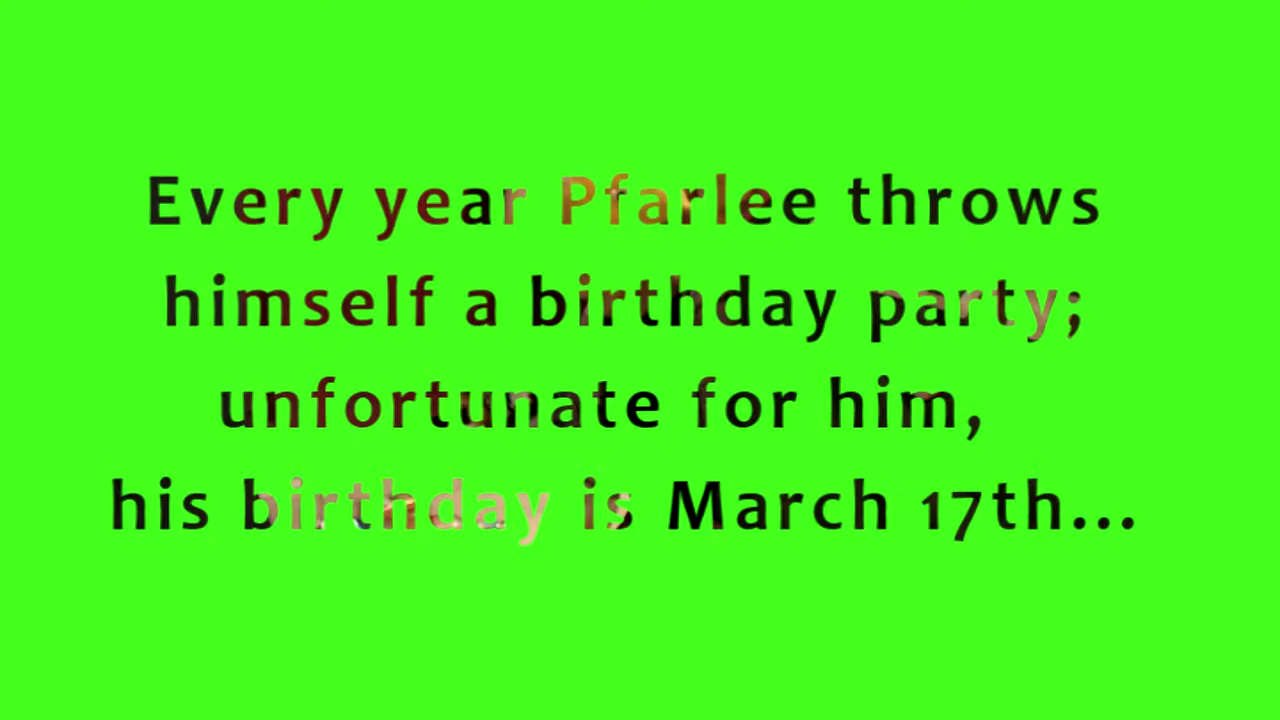 Every year Pfarlee throws
himself a birthday party;
unfortunate for him,
his birthday is March 17th...